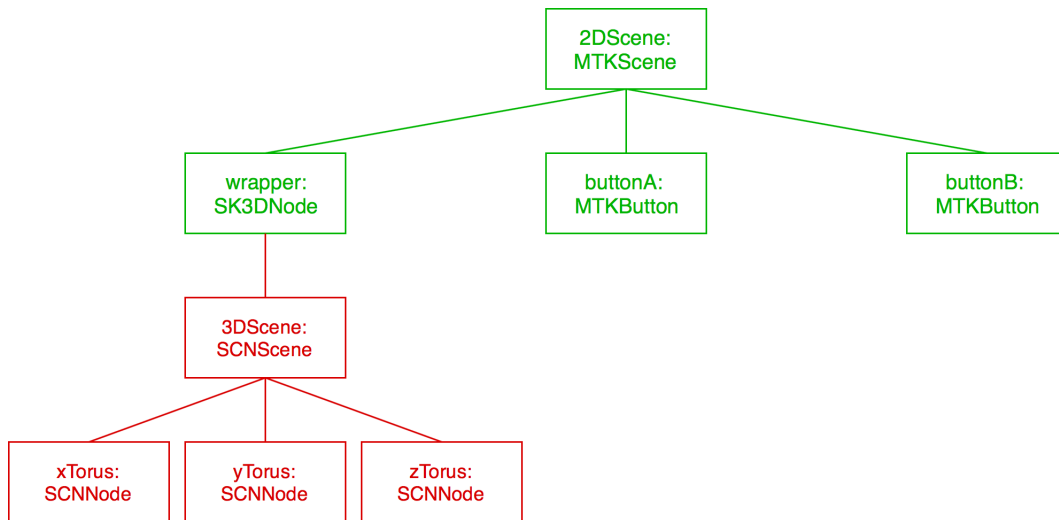 2DScene:
MTKScene
wrapper:
SK3DNode
buttonA:
MTKButton
buttonB:
MTKButton
3DScene:
SCNScene
xTorus:
SCNNode
yTorus:
SCNNode
zTorus:
SCNNode